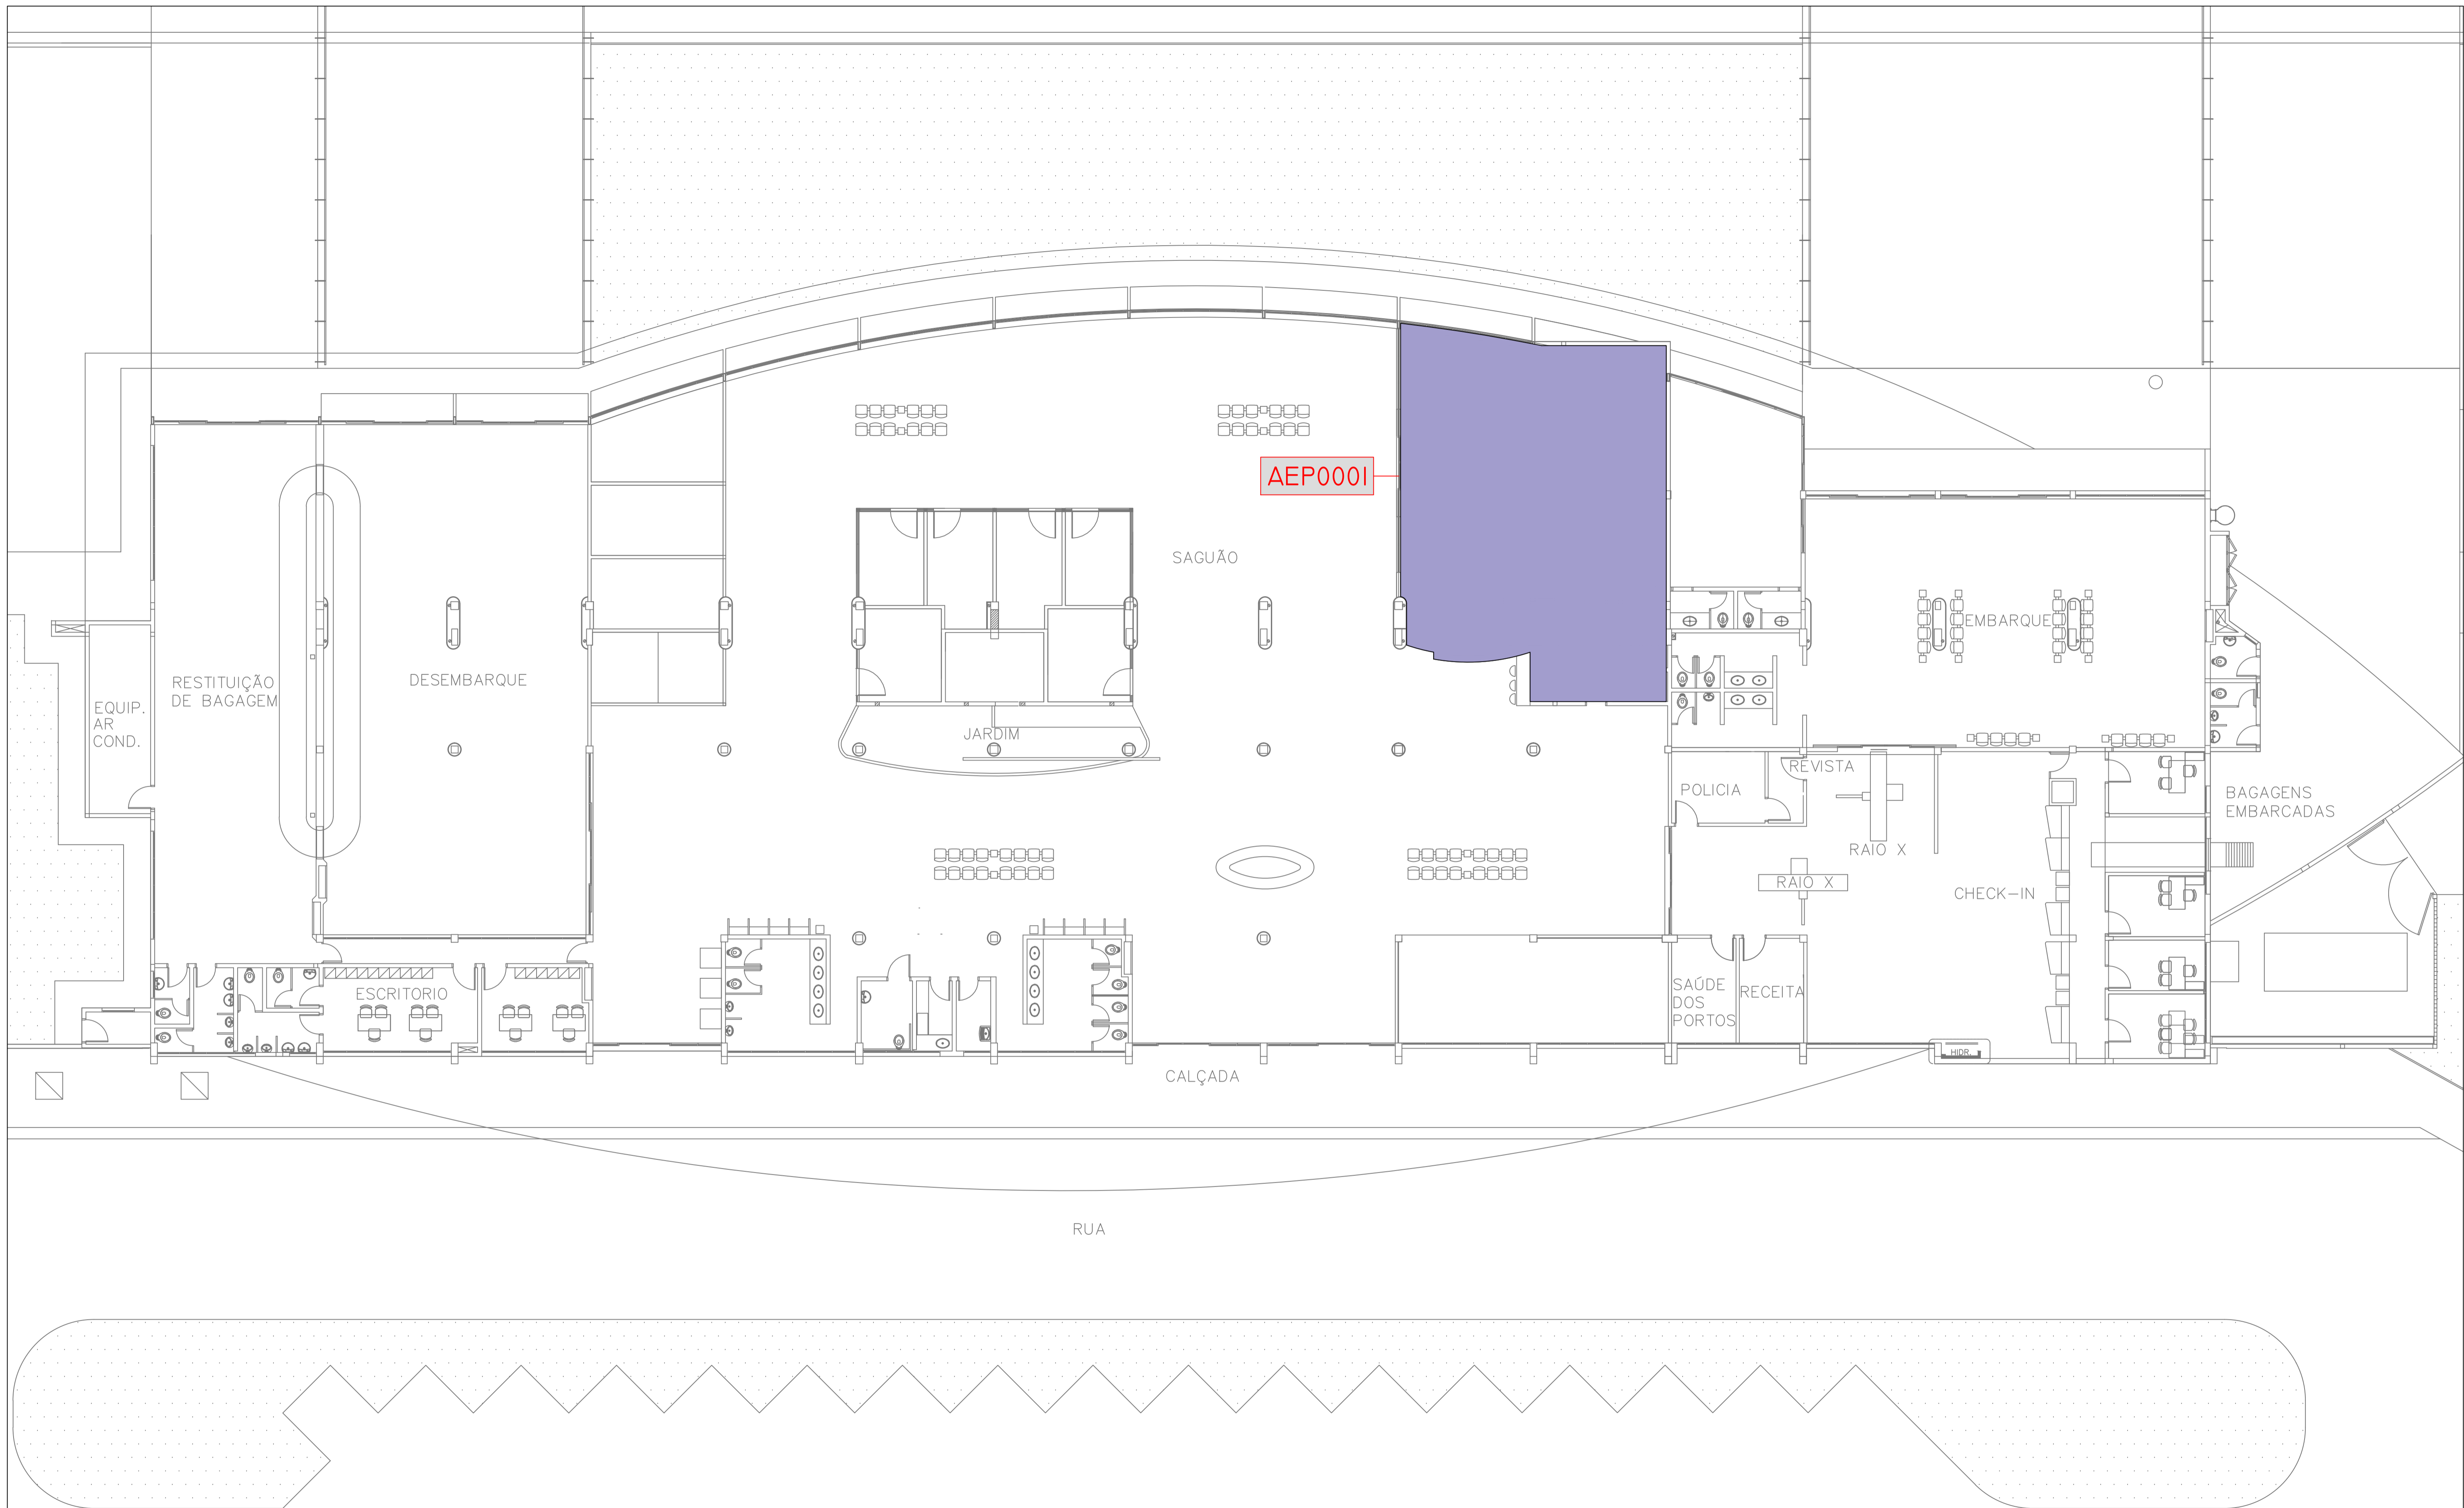 AEP0001
SAGUÃO
EMBARQUE
RESTITUIÇÃO
DE BAGAGEM
DESEMBARQUE
EQUIP.
AR
COND.
JARDIM
REVISTA
POLICIA
BAGAGENS
EMBARCADAS
RAIO X
RAIO X
CHECK-IN
ESCRITORIO
SAÚDE
DOS
PORTOS
RECEITA
HIDR.
CALÇADA
RUA